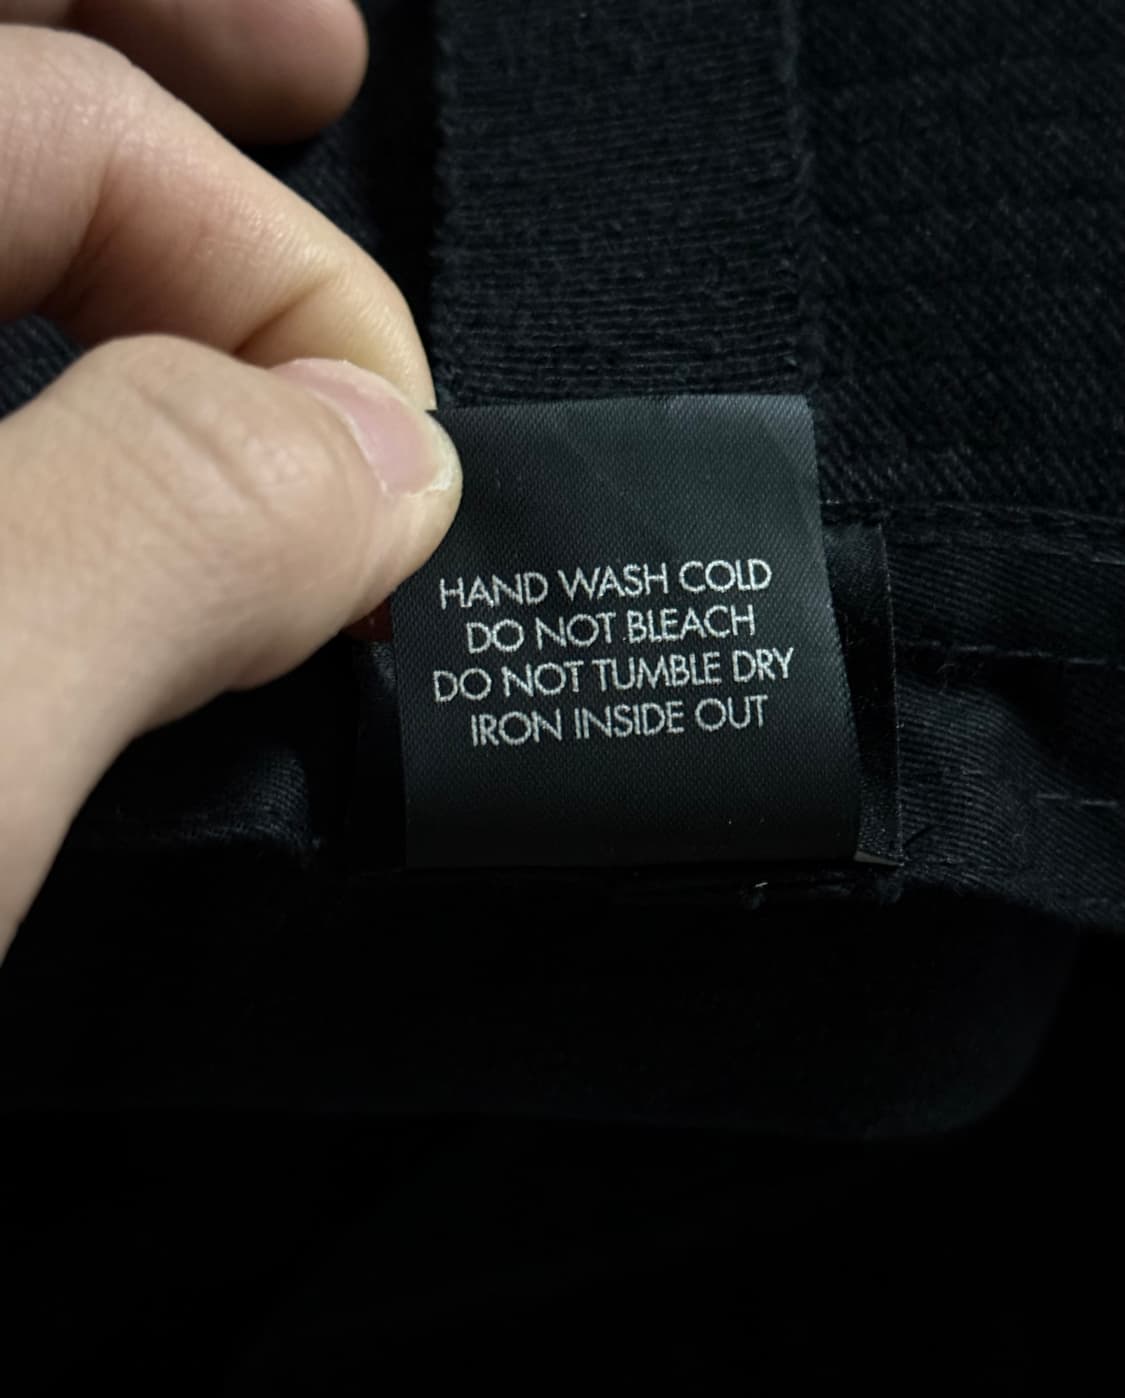 HAND WASH COLD
DO NOT BLEACH
DO NOT TUMBLE DRY
IRON INSIDE OUT